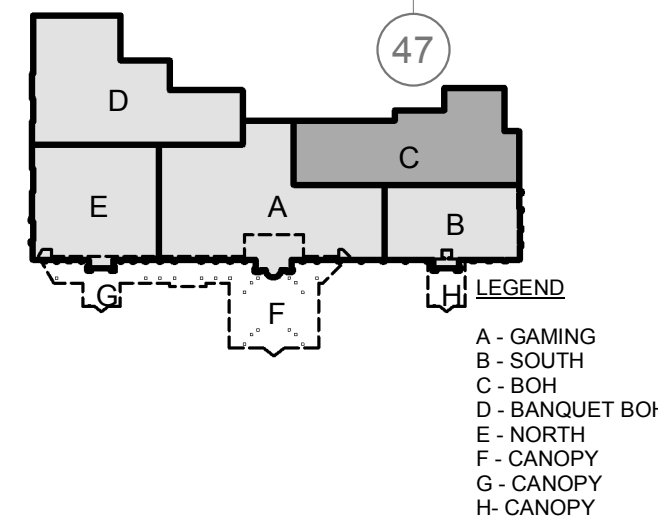 47
D
C
E
A
B
G
F
H
LEGEND
A - GAMING
B - SOUTH
C - BOH
D - BANQUET BOH
E - NORTH
F - CANOPY
G - CANOPY
H- CANOPY